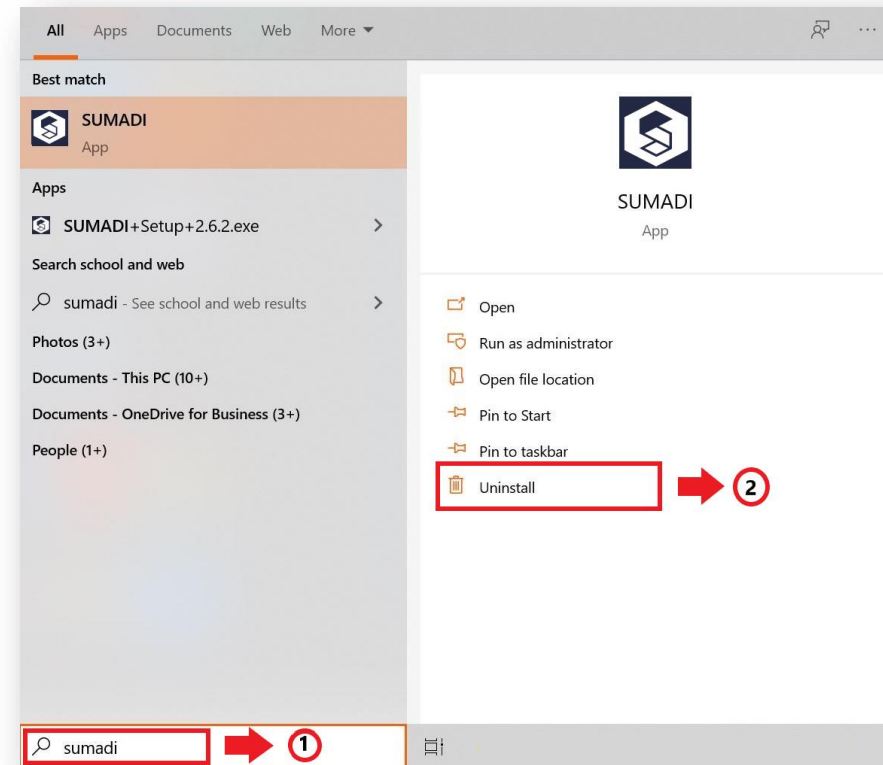 All Apps Documents Web More
Best match
SUMADI
App
Apps
SUMADI+Setup+2.6.2.exe
Search school and web
sumadi - See school and web results
Photos (3+)
Documents - This PC (10+)
Documents - OneDrive for Business (3+)
People (1+)
SUMADI
App
Open
Run as administrator
Open file location
Pin to Start
Pin to taskbar
Uninstall
2
sumadi
1